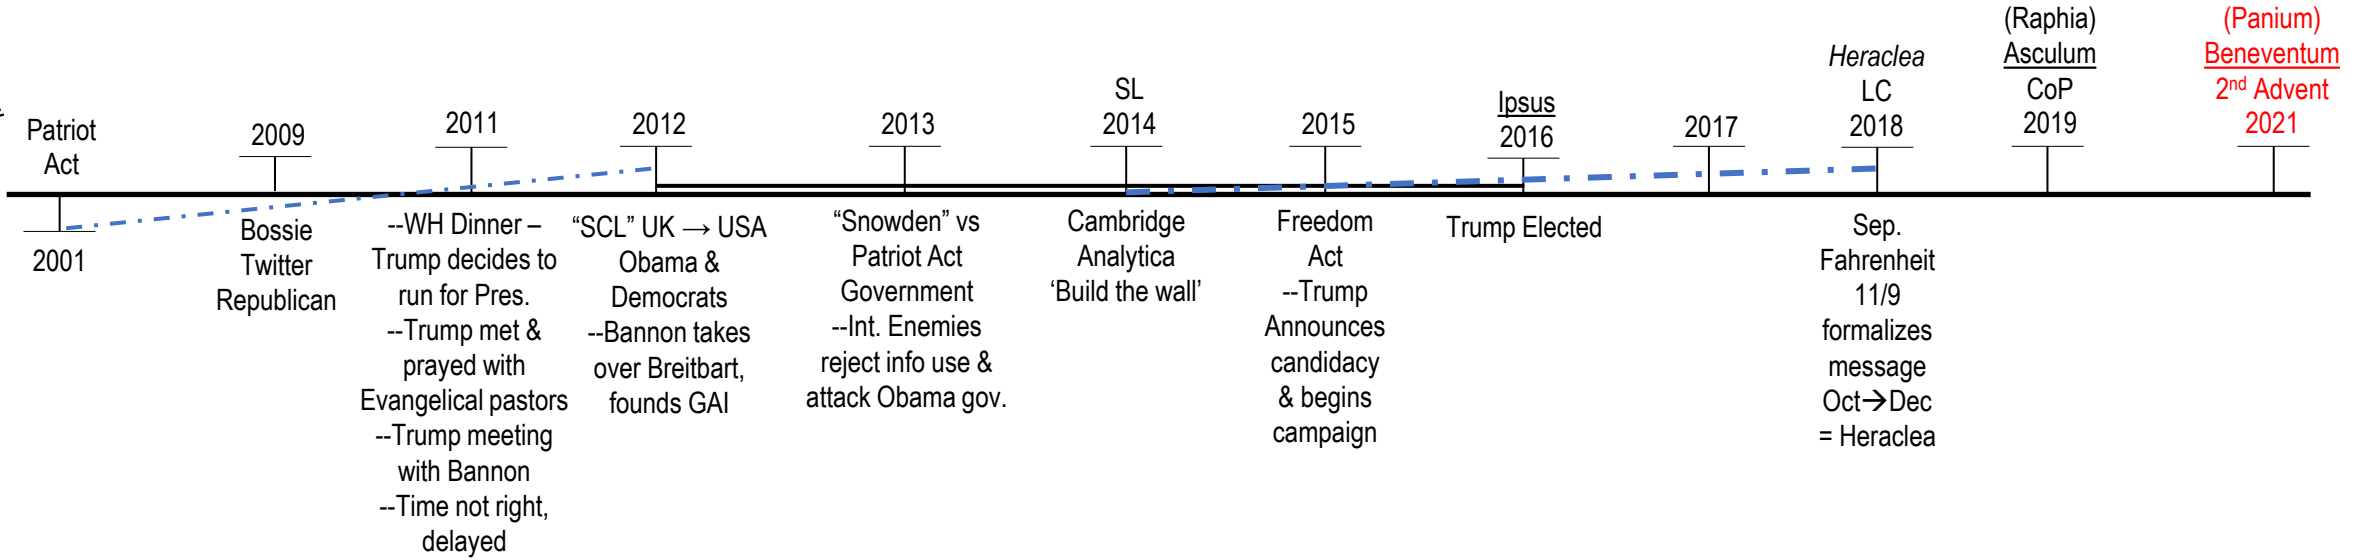 Patriot
Act
2001
2009
Bossie
Twitter
Republican
2011
--WH Dinner –
Trump decides to
run for Pres.
--Trump met &
prayed with
Evangelical pastors
--Trump meeting
with Bannon
--Time not right,
delayed
2012
“SCL” UK → USA
Obama &
Democrats
--Bannon takes
over Breitbart,
founds GAI
2013
“Snowden” vs
Patriot Act
Government
--Int. Enemies
reject info use &
attack Obama gov.
SL
2014
Cambridge
Analytica
‘Build the wall’
2015
Freedom
Act
--Trump
Announces
candidacy
& begins
campaign
Ipsus
2016
Trump Elected
2017
Heraclea
LC
2018
Sep.
Fahrenheit
11/9
formalizes
message
Oct→Dec
= Heraclea
(Raphia)
Asculum
CoP
2019
(Panium)
Beneventum
2nd Advent
2021